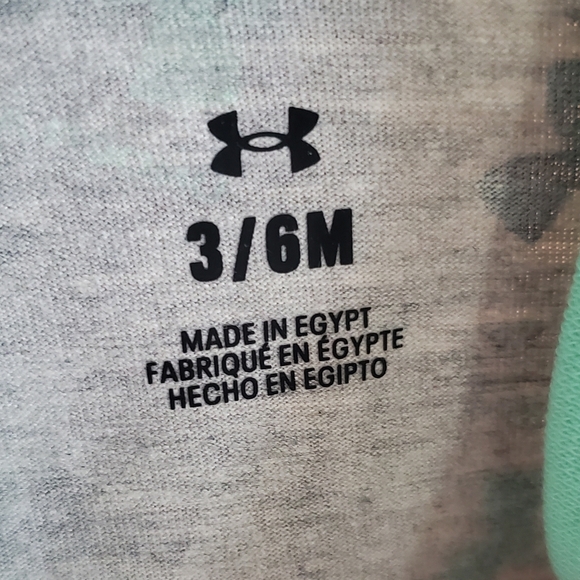 3/6M
MADE IN EGYPT
FABRIQUÉ EN ÉGYPTE
HECHO EN EGIPTO